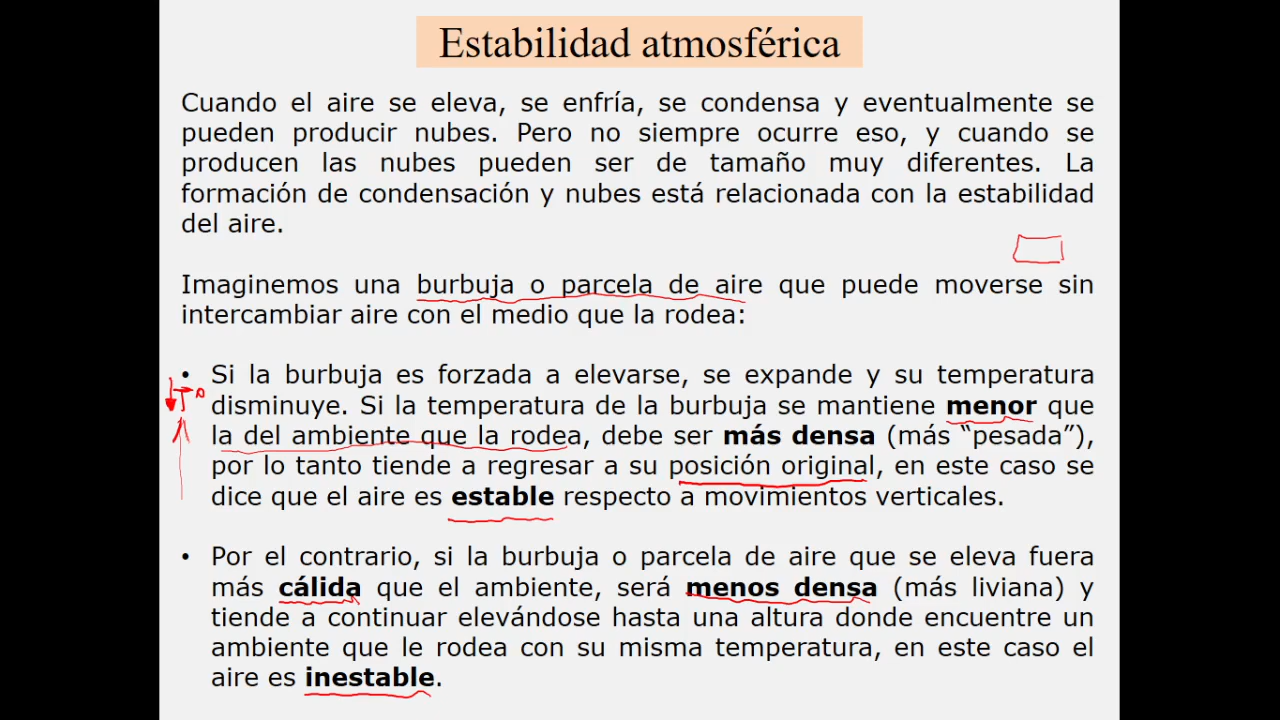 Estabilidad atmosférica
Cuando el aire se eleva, se enfría, se condensa y eventualmente se
pueden producir nubes. Pero no siempre ocurre eso, y cuando se
producen las nubes pueden ser de tamaño muy diferentes. La
formación de condensación y nubes está relacionada con la estabilidad
del aire.
Imaginemos una burbuja o parcela de aire que puede moverse sin
intercambiar aire con el medio que la rodea:
• Si la burbuja es forzada a elevarse, se expande y su temperatura
disminuye. Si la temperatura de la burbuja se mantiene menor que
la del ambiente que la rodea, debe ser más densa (más “pesada”),
por lo tanto tiende a regresar a su posición original, en este caso se
dice que el aire es estable respecto a movimientos verticales.
• Por el contrario, si la burbuja o parcela de aire que se eleva fuera
más cálida que el ambiente, será menos densa (más liviana) y
tiende a continuar elevándose hasta una altura donde encuentre un
ambiente que le rodea con su misma temperatura, en este caso el
aire es inestable.